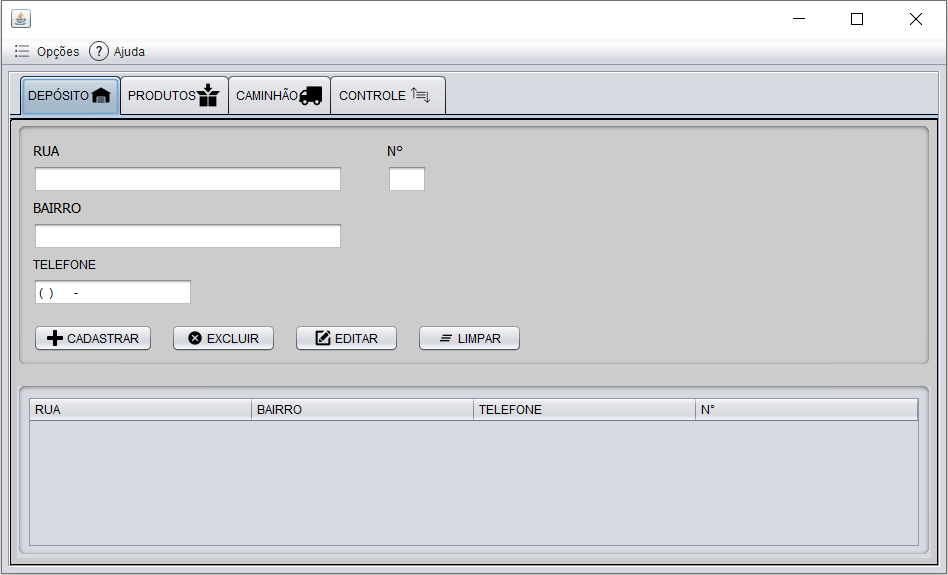 Opções ? Ajuda
DEPÓSITO PRODUTOS CAMINHÃO CONTROLE
RUA N°
BAIRRO
TELEFONE
( ) -
CADASTRAR EXCLUIR EDITAR LIMPAR
RUA BAIRRO TELEFONE N°